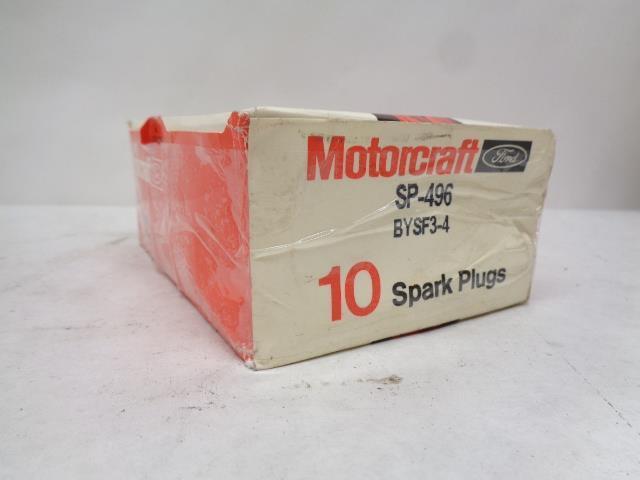 Motorcraft Ford
SP-496
BYSF3-4
10 Spark Plugs